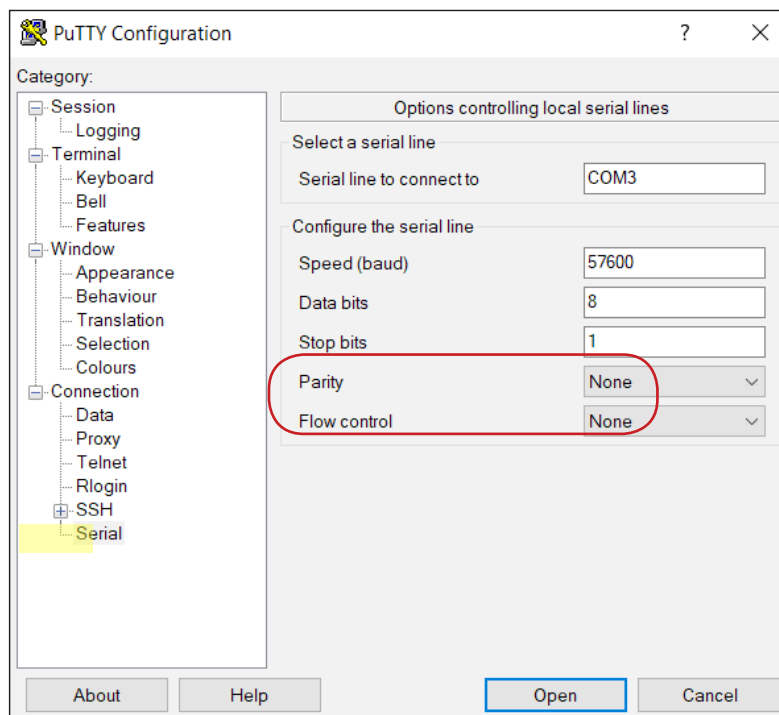 PuTTY Configuration
?
Category:
Session
Logging
Terminal
Keyboard
Bell
Features
Window
Appearance
Behaviour
Translation
Selection
Colours
Connection
Data
Proxy
Telnet
Rlogin
SSH
Serial
Options controlling local serial lines
Select a serial line
Serial line to connect to COM3
Configure the serial line
Speed (baud) 57600
Data bits 8
Stop bits 1
Parity None
Flow control None
About Help Open Cancel